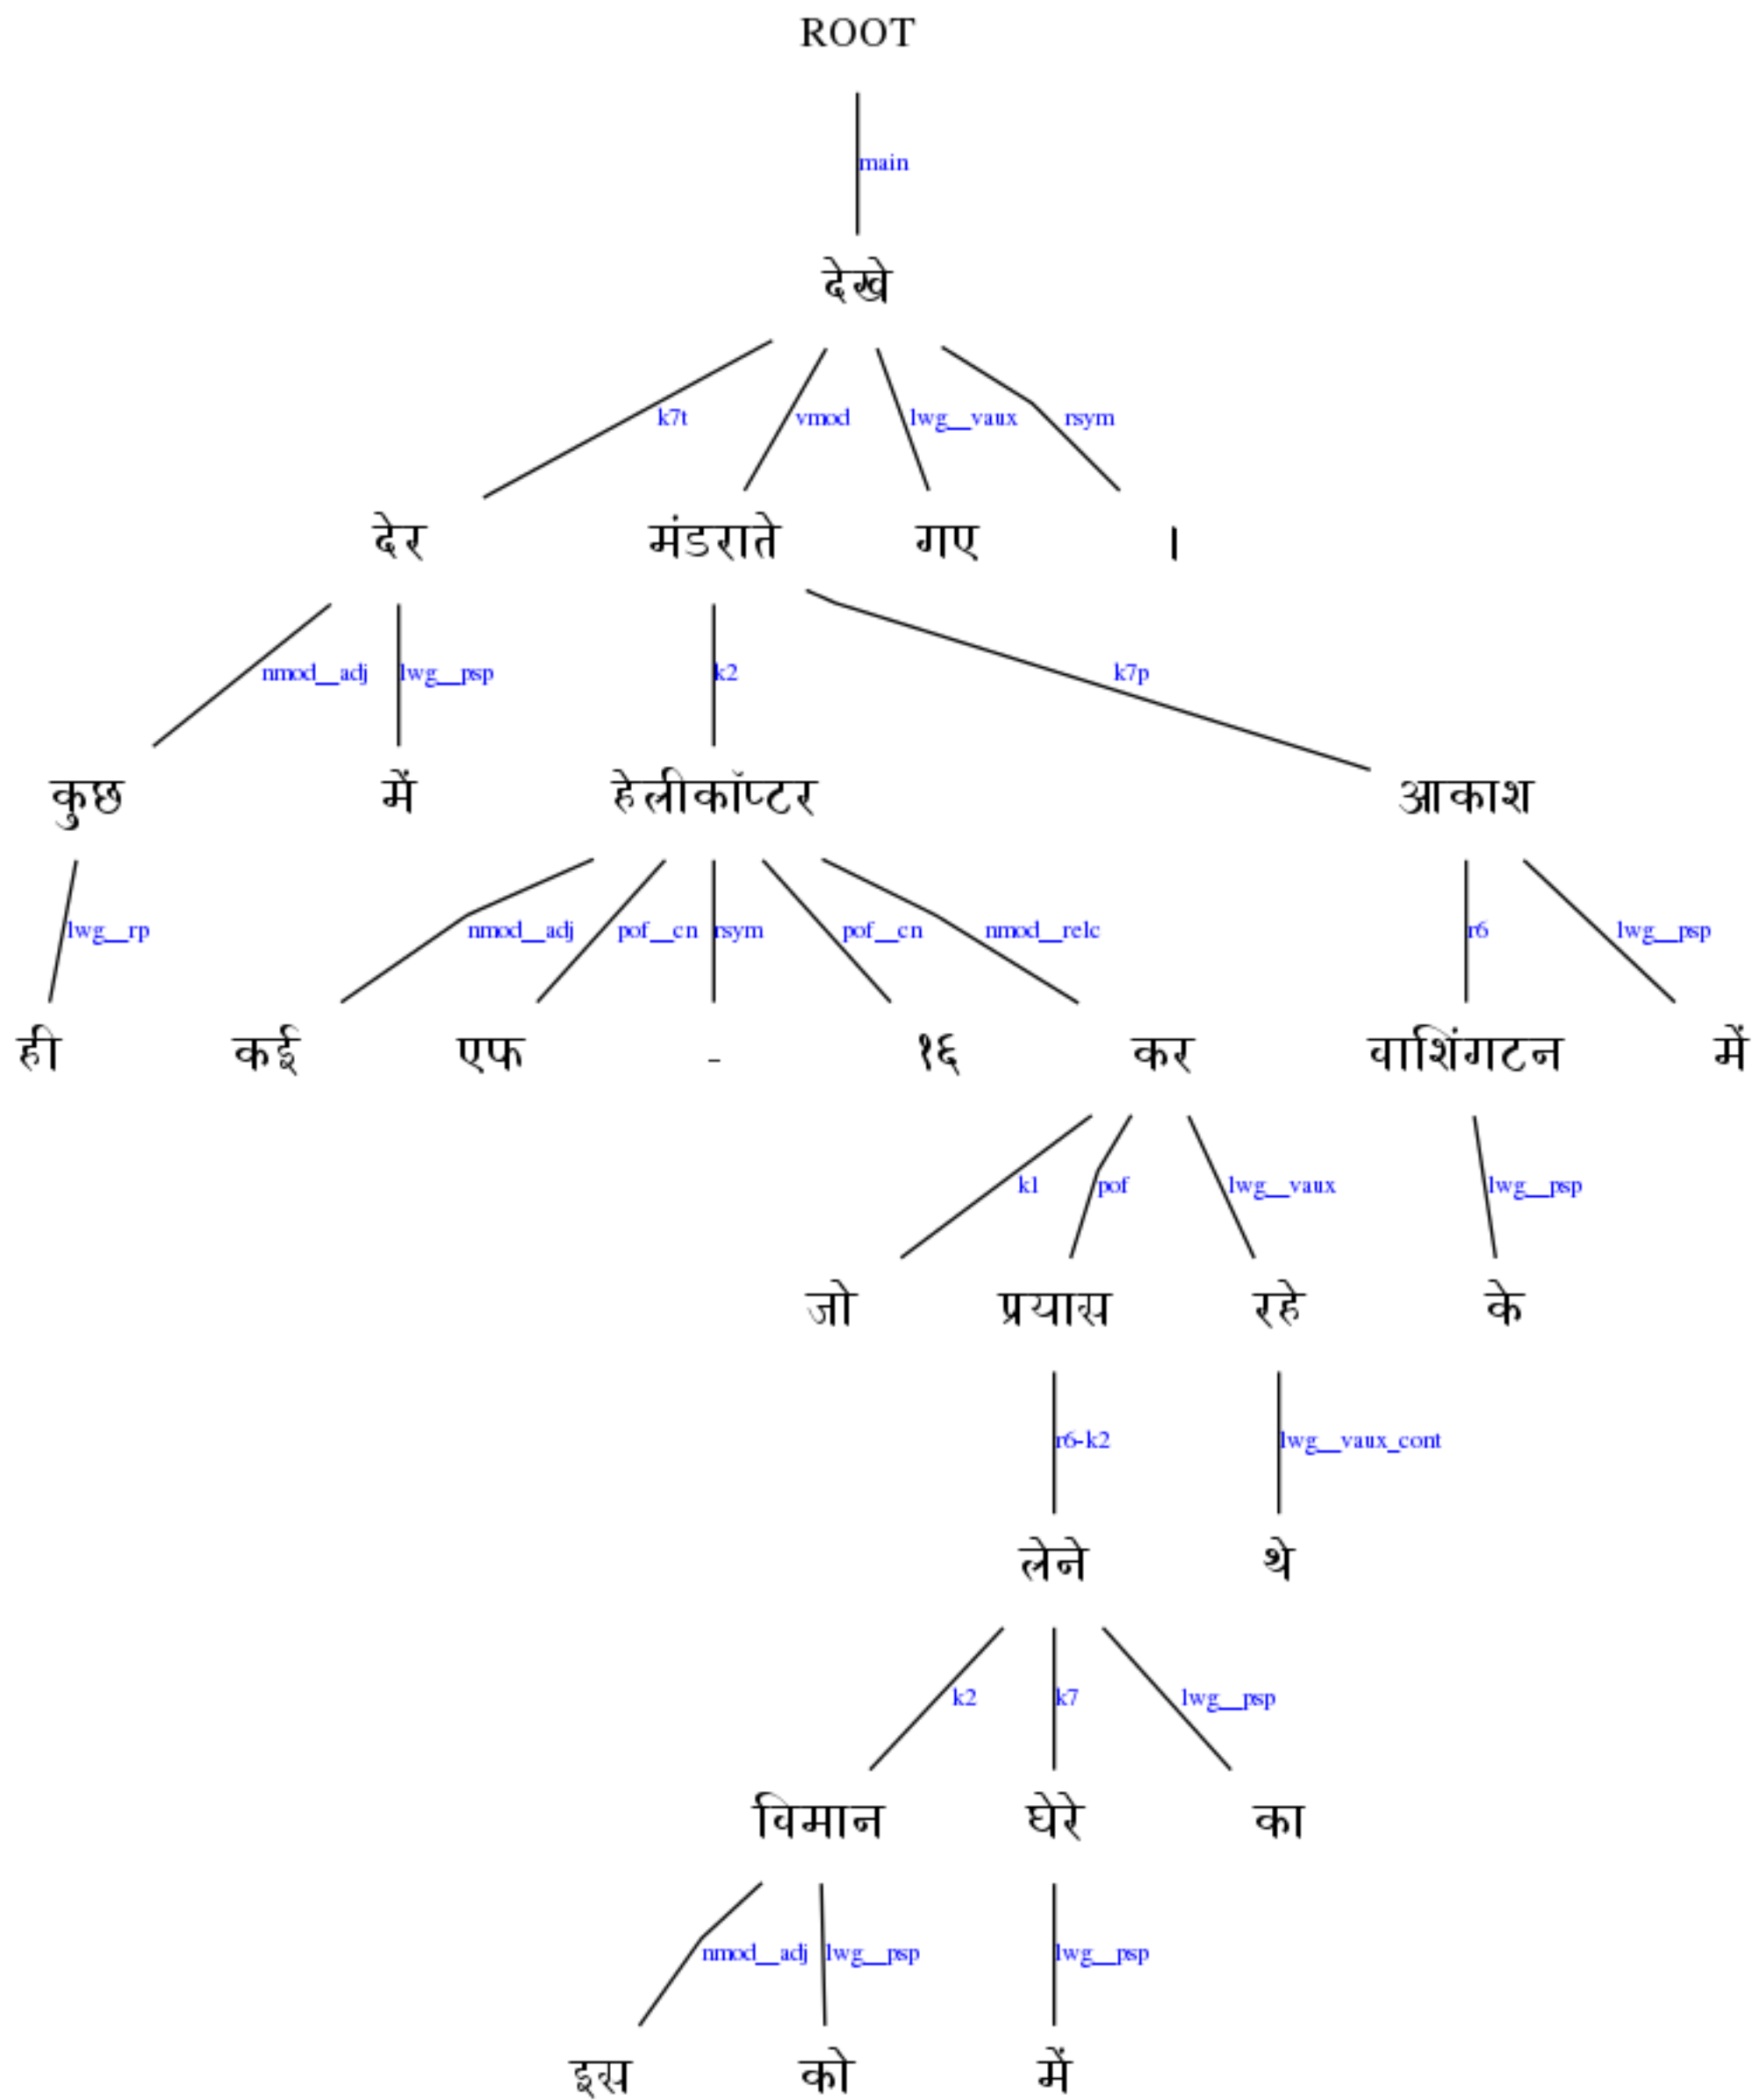 ROOT
main
देखे
k7t vmod lwg__vaux rsym
देर मंडराते गए ।
nmod__adj lwg__psp k2 k7p
कुछ में हेलीकॉप्टर आकाश
lwg__rp nmod__adj pof__cn rsym pof__cn nmod__relc r6 lwg__psp
ही कई एफ - १६ कर वाशिंगटन में
k1 pof lwg__vaux lwg__psp
जो प्रयास रहे के
r6-k2 lwg__vaux_cont
लेने थे
k2 k7 lwg__psp
विमान घेरे का
nmod__adj lwg__psp lwg__psp
इस को में